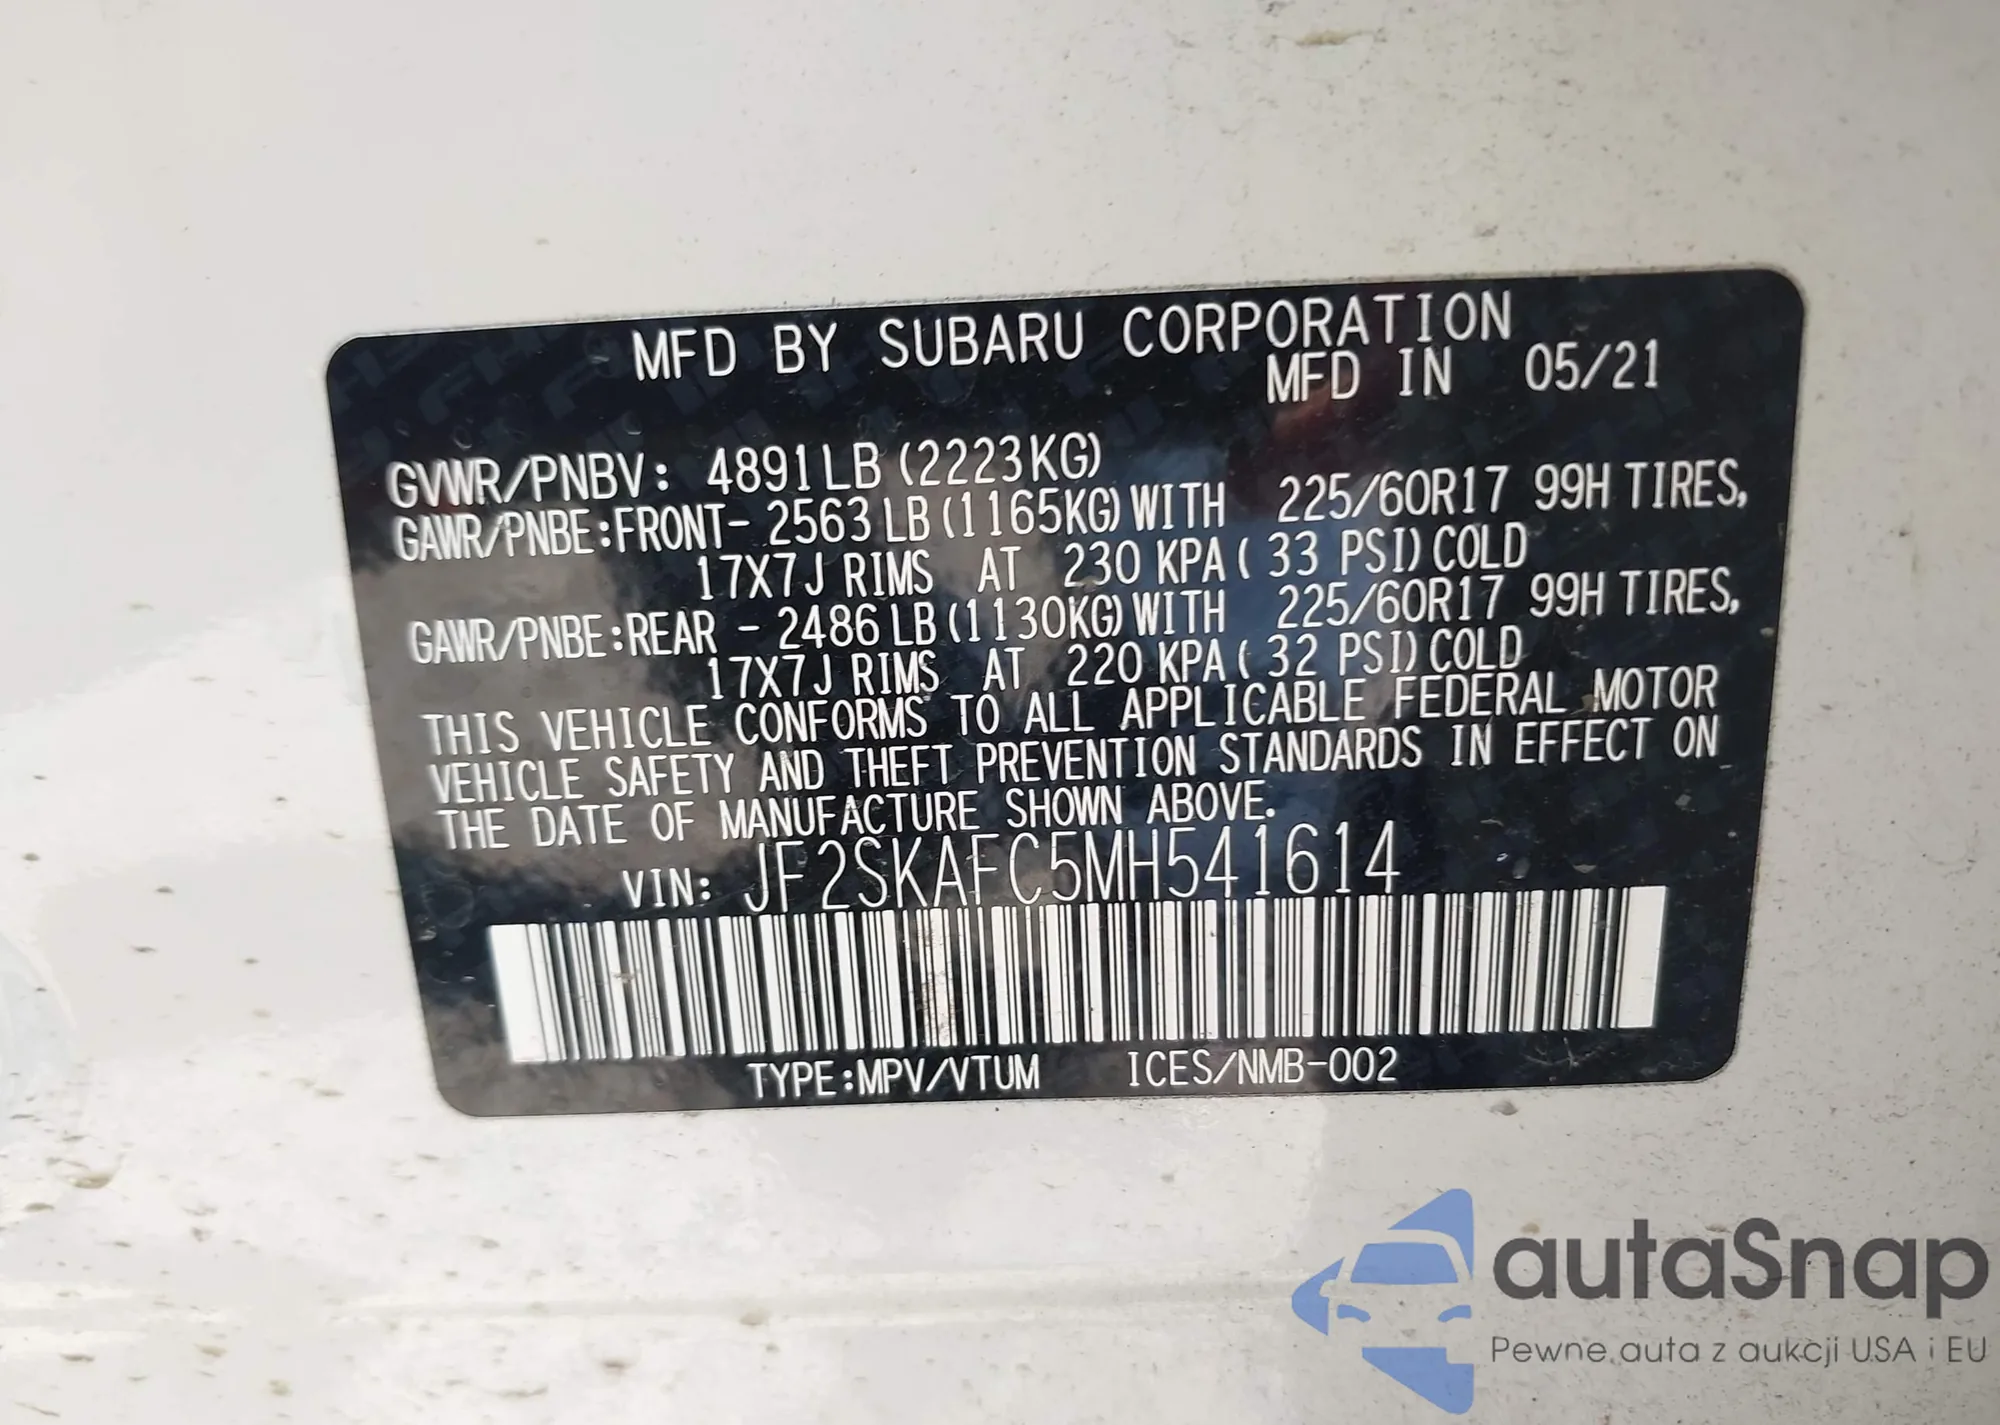 MFD BY SUBARU CORPORATION
MFD IN 05/21
GVWR/PNBV: 4891LB (2223KG)
GAWR/PNBE:FRONT- 2563LB(1165KG)WITH 225/60R17 99H TIRES,
17X7J RIMS AT 230 KPA( 33 PSI)COLD
GAWR/PNBE:REAR - 2486LB(1130KG)WITH 225/60R17 99H TIRES,
17X7J RIMS AT 220 KPA( 32 PSI)COLD
THIS VEHICLE CONFORMS TO ALL APPLICABLE FEDERAL MOTOR
VEHICLE SAFETY AND THEFT PREVENTION STANDARDS IN EFFECT ON
THE DATE OF MANUFACTURE SHOWN ABOVE.
VIN: JF2SKAFC5MH541614
TYPE:MPV/VTUM ICES/NMB-002
autaSnap
Pewne auta z aukcji USA i EU